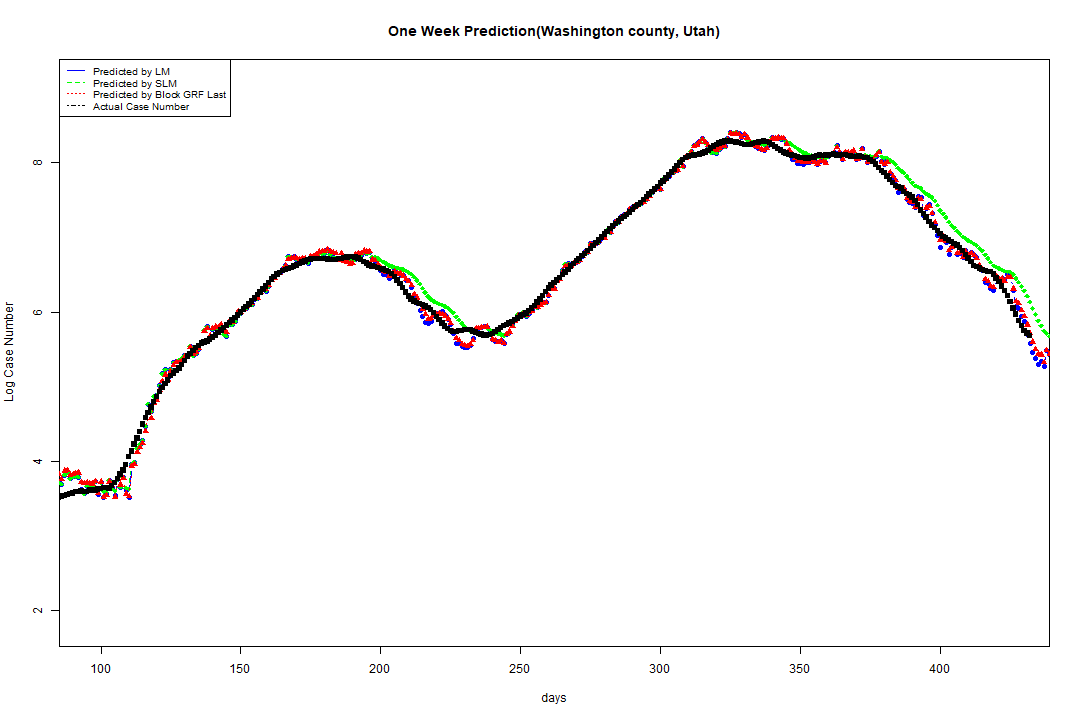 One Week Prediction(Washington county, Utah)
Predicted by LM
Predicted by SLM
Predicted by Block GRF Last
Actual Case Number
Log Case Number
8
6
4
2
100 150 200 250 300 350 400
days